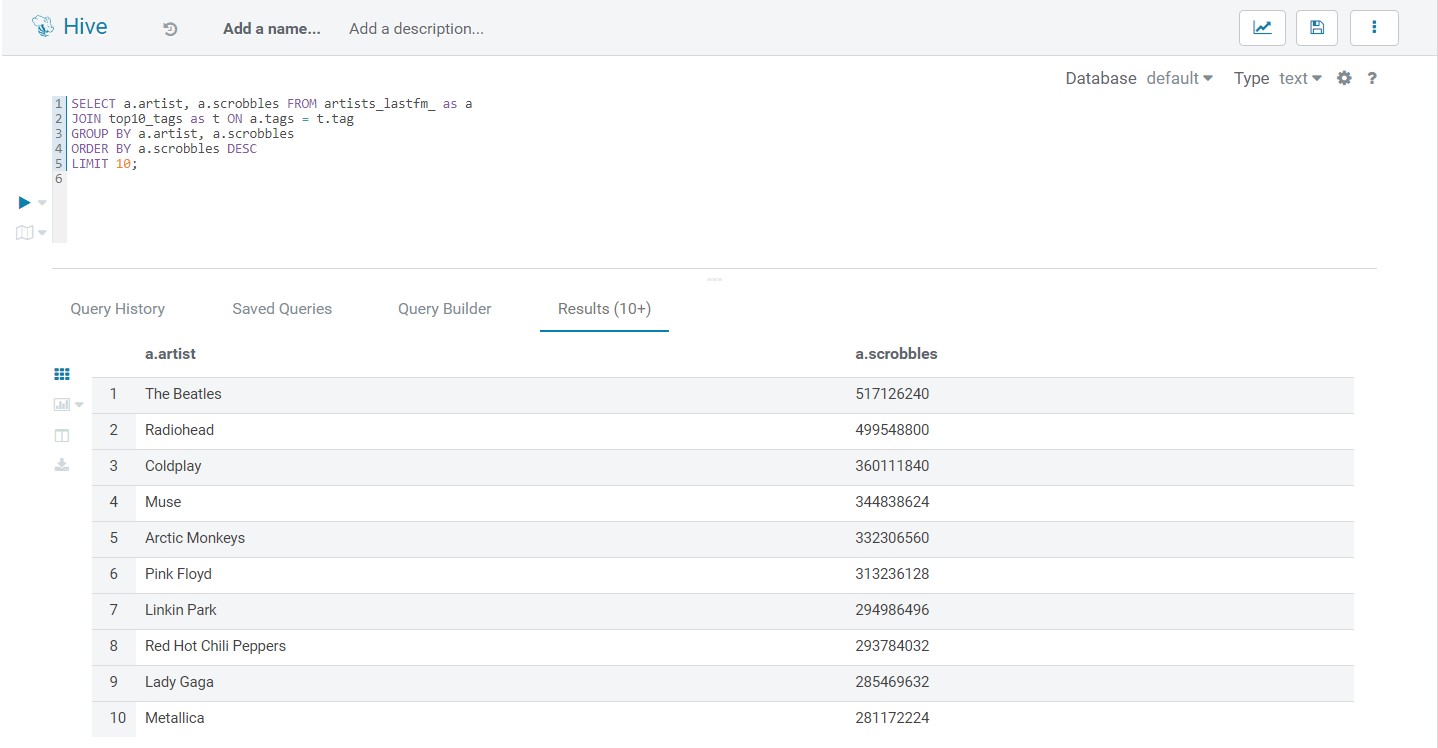 Hive
Add a name...
Add a description...
Database default Type text ?
1 SELECT a.artist, a.scrobbles FROM artists_lastfm_ as a
2 JOIN top10_tags as t ON a.tags = t.tag
3 GROUP BY a.artist, a.scrobbles
4 ORDER BY a.scrobbles DESC
5 LIMIT 10;
6
Query History Saved Queries Query Builder Results (10+)
a.artist a.scrobbles
1 The Beatles 517126240
2 Radiohead 499548800
3 Coldplay 360111840
4 Muse 344838624
5 Arctic Monkeys 332306560
6 Pink Floyd 313236128
7 Linkin Park 294986496
8 Red Hot Chili Peppers 293784032
9 Lady Gaga 285469632
10 Metallica 281172224